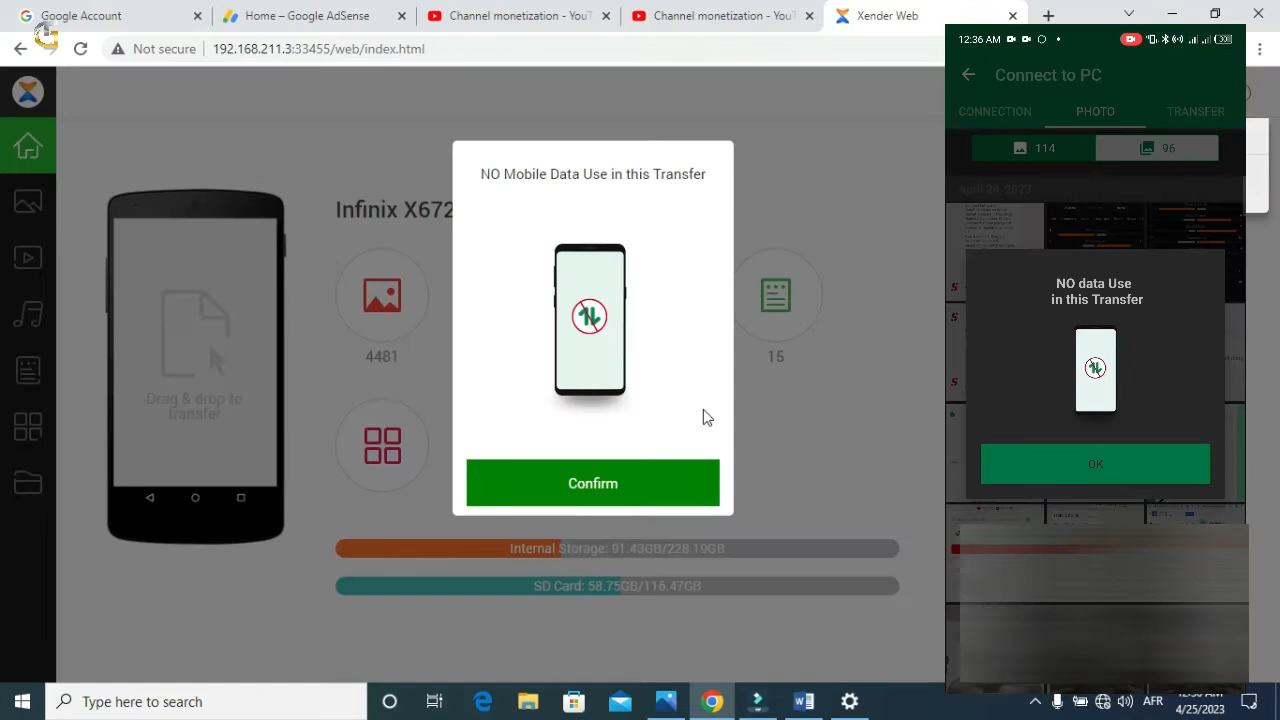 Google Account
Home – Google AdSense
Channel monetization - YouT
Channel monetization - YouTu
Xender Web
Not secure
192.168.211.3:33455/web/index.html
Infinix X672
4481
15
Drag & drop to
transfer
NO Mobile Data Use in this Transfer
Confirm
Internal Storage: 91.43GB/228.19GB
SD Card: 58.75GB/116.47GB
12:36 AM
Connect to PC
CONNECTION
PHOTO
TRANSFER
114
96
April 24, 2023
NO data Use
in this Transfer
OK
Type here to search
AFR
4/25/2023